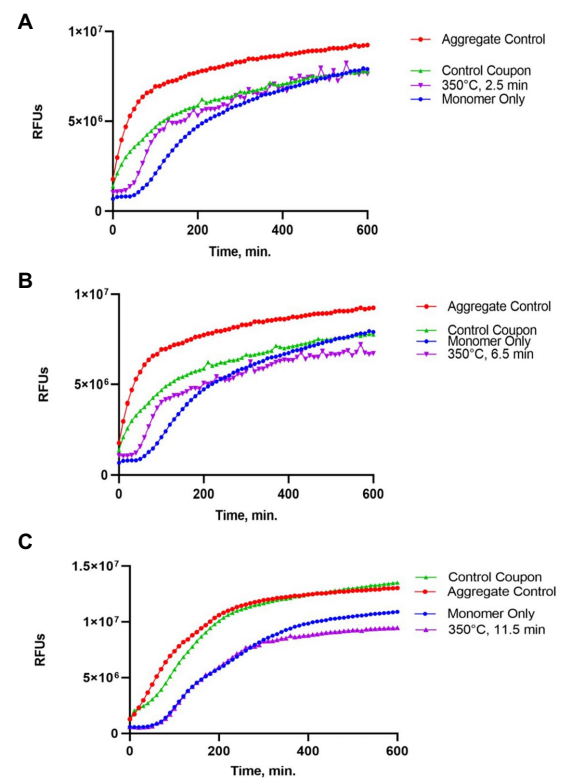 A
1×10⁷
5×10⁶
0
RFUs
0 200 400 600
Time, min.
Aggregate Control
Control Coupon
350°C, 2.5 min
Monomer Only
B
1×10⁷
5×10⁶
0
RFUs
0 200 400 600
Time, min.
Aggregate Control
Control Coupon
Monomer Only
350°C, 6.5 min
C
1.5×10⁷
1×10⁷
5×10⁶
0
RFUs
0 200 400 600
Time, min.
Control Coupon
Aggregate Control
Monomer Only
350°C, 11.5 min